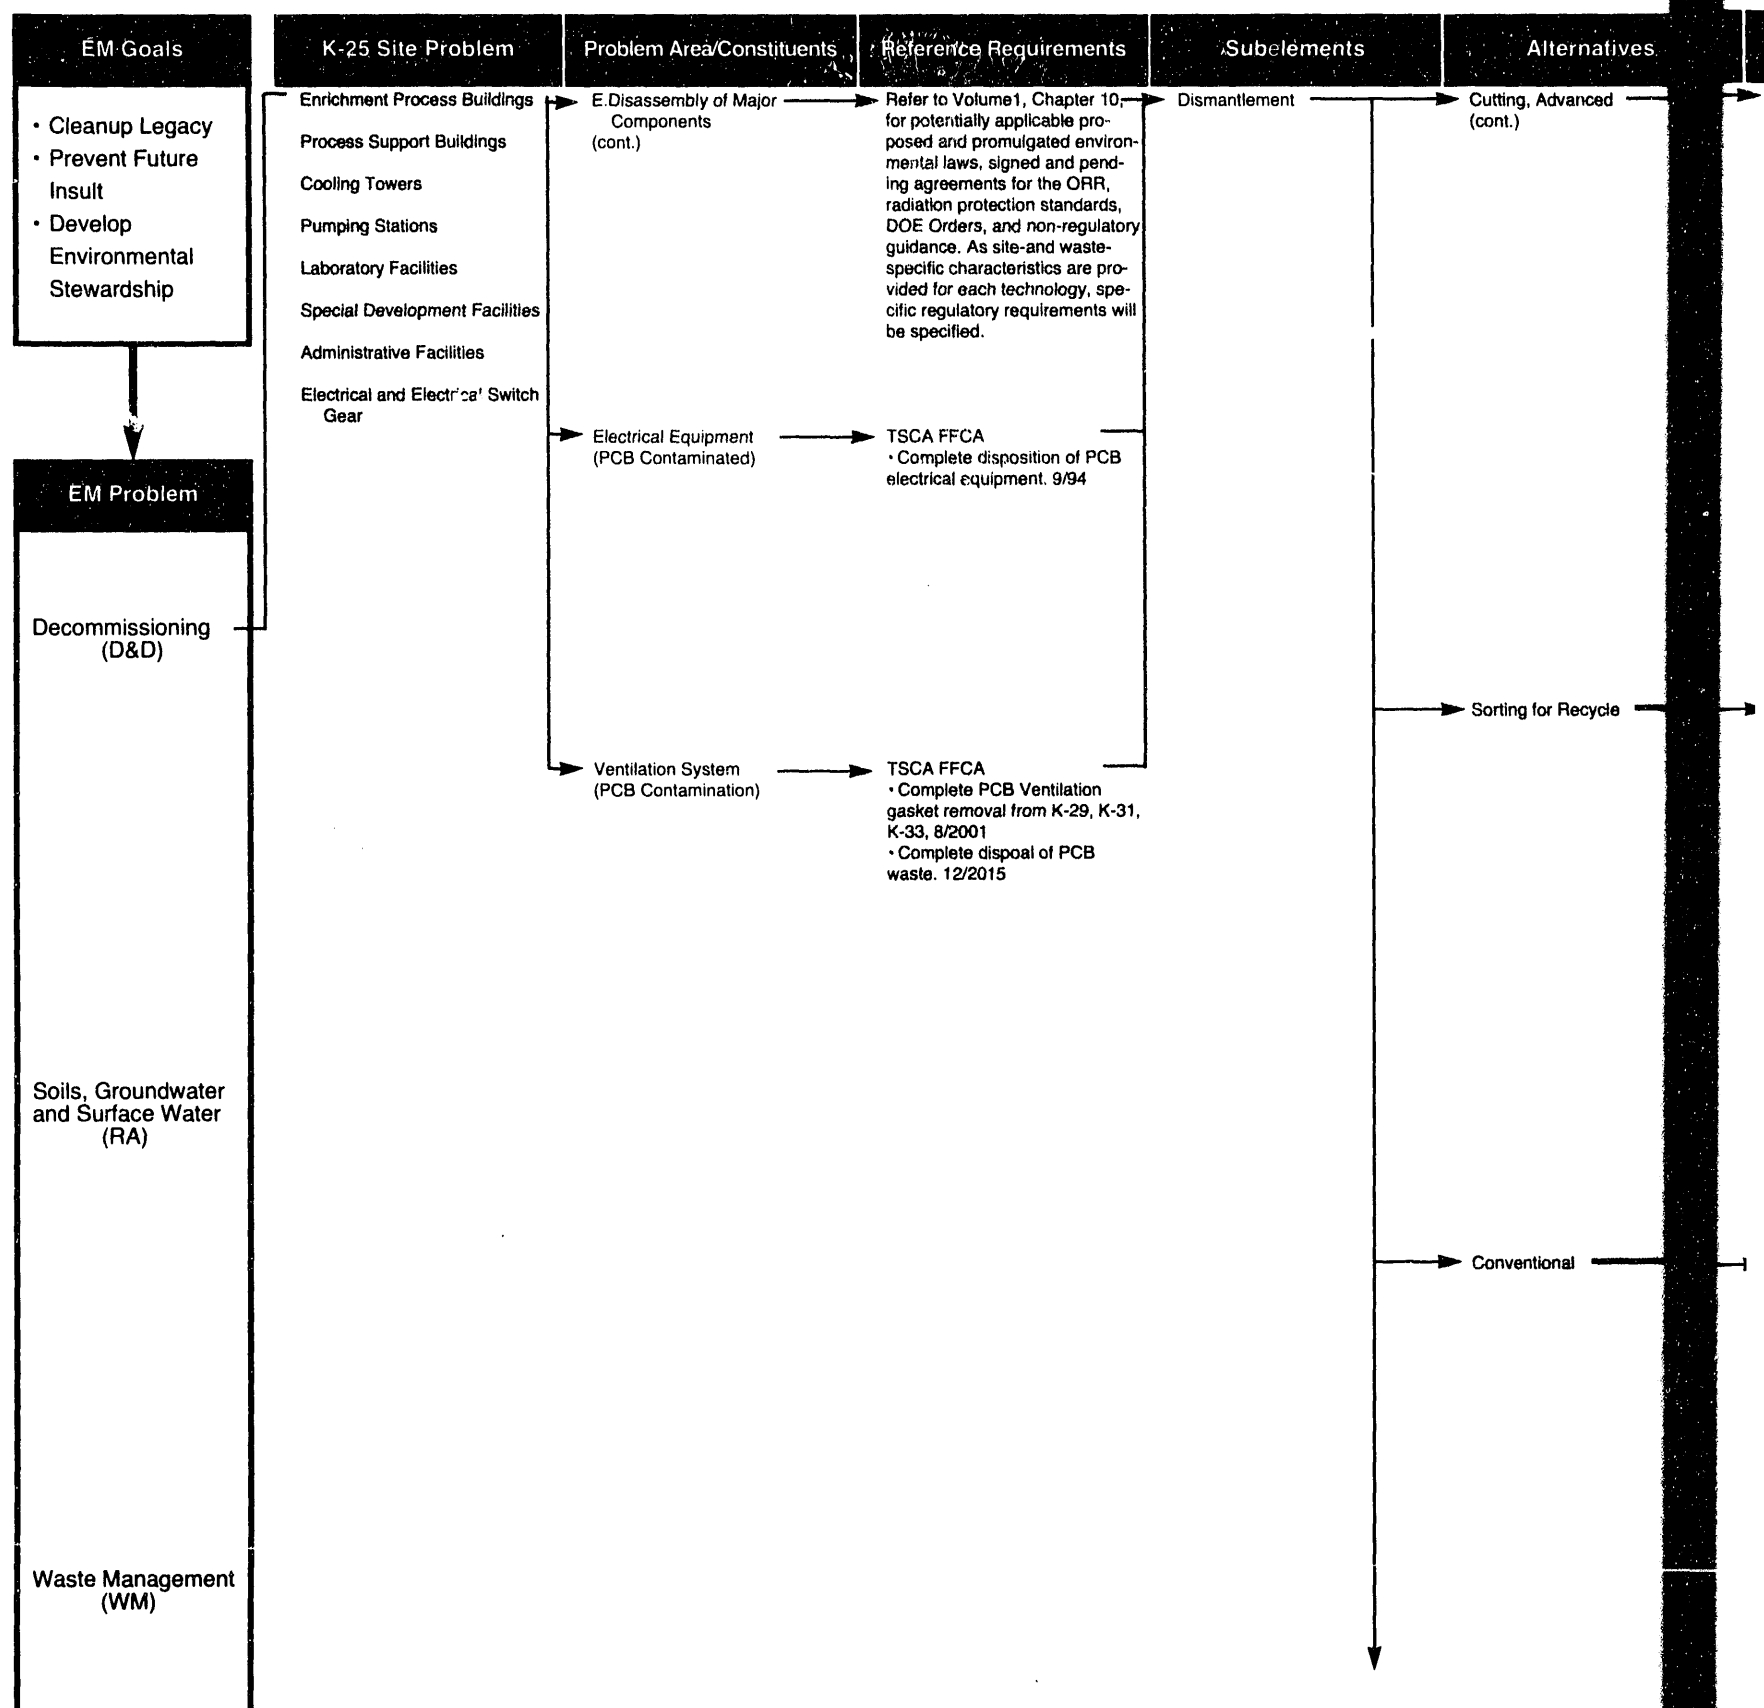 EM Goals
• Cleanup Legacy
• Prevent Future
Insult
• Develop
Environmental
Stewardship
EM Problem
Decommissioning
(D&D)
Soils, Groundwater
and Surface Water
(RA)
Waste Management
(WM)
K-25 Site Problem
Enrichment Process Buildings
Process Support Buildings
Cooling Towers
Pumping Stations
Laboratory Facilities
Special Development Facilities
Administrative Facilities
Electrical and Electrical Switch
Gear
Problem Area/Constituents
E.Disassembly of Major
Components
(cont.)
Electrical Equipment
(PCB Contaminated)
Ventilation System
(PCB Contamination)
Reference Requirements
Refer to Volume1, Chapter 10,
for potentially applicable pro-
posed and promulgated environ-
mental laws, signed and pend-
ing agreements for the ORR,
radiation protection standards,
DOE Orders, and non-regulatory
guidance. As site-and waste-
specific characteristics are pro-
vided for each technology, spe-
cific regulatory requirements will
be specified.
TSCA FFCA
• Complete disposition of PCB
electrical equipment. 9/94
TSCA FFCA
• Complete PCB Ventilation
gasket removal from K-29, K-31,
K-33, 8/2001
• Complete dispoal of PCB
waste. 12/2015
Subelements
Dismantlement
Alternatives
Cutting, Advanced
(cont.)
Sorting for Recycle
Conventional